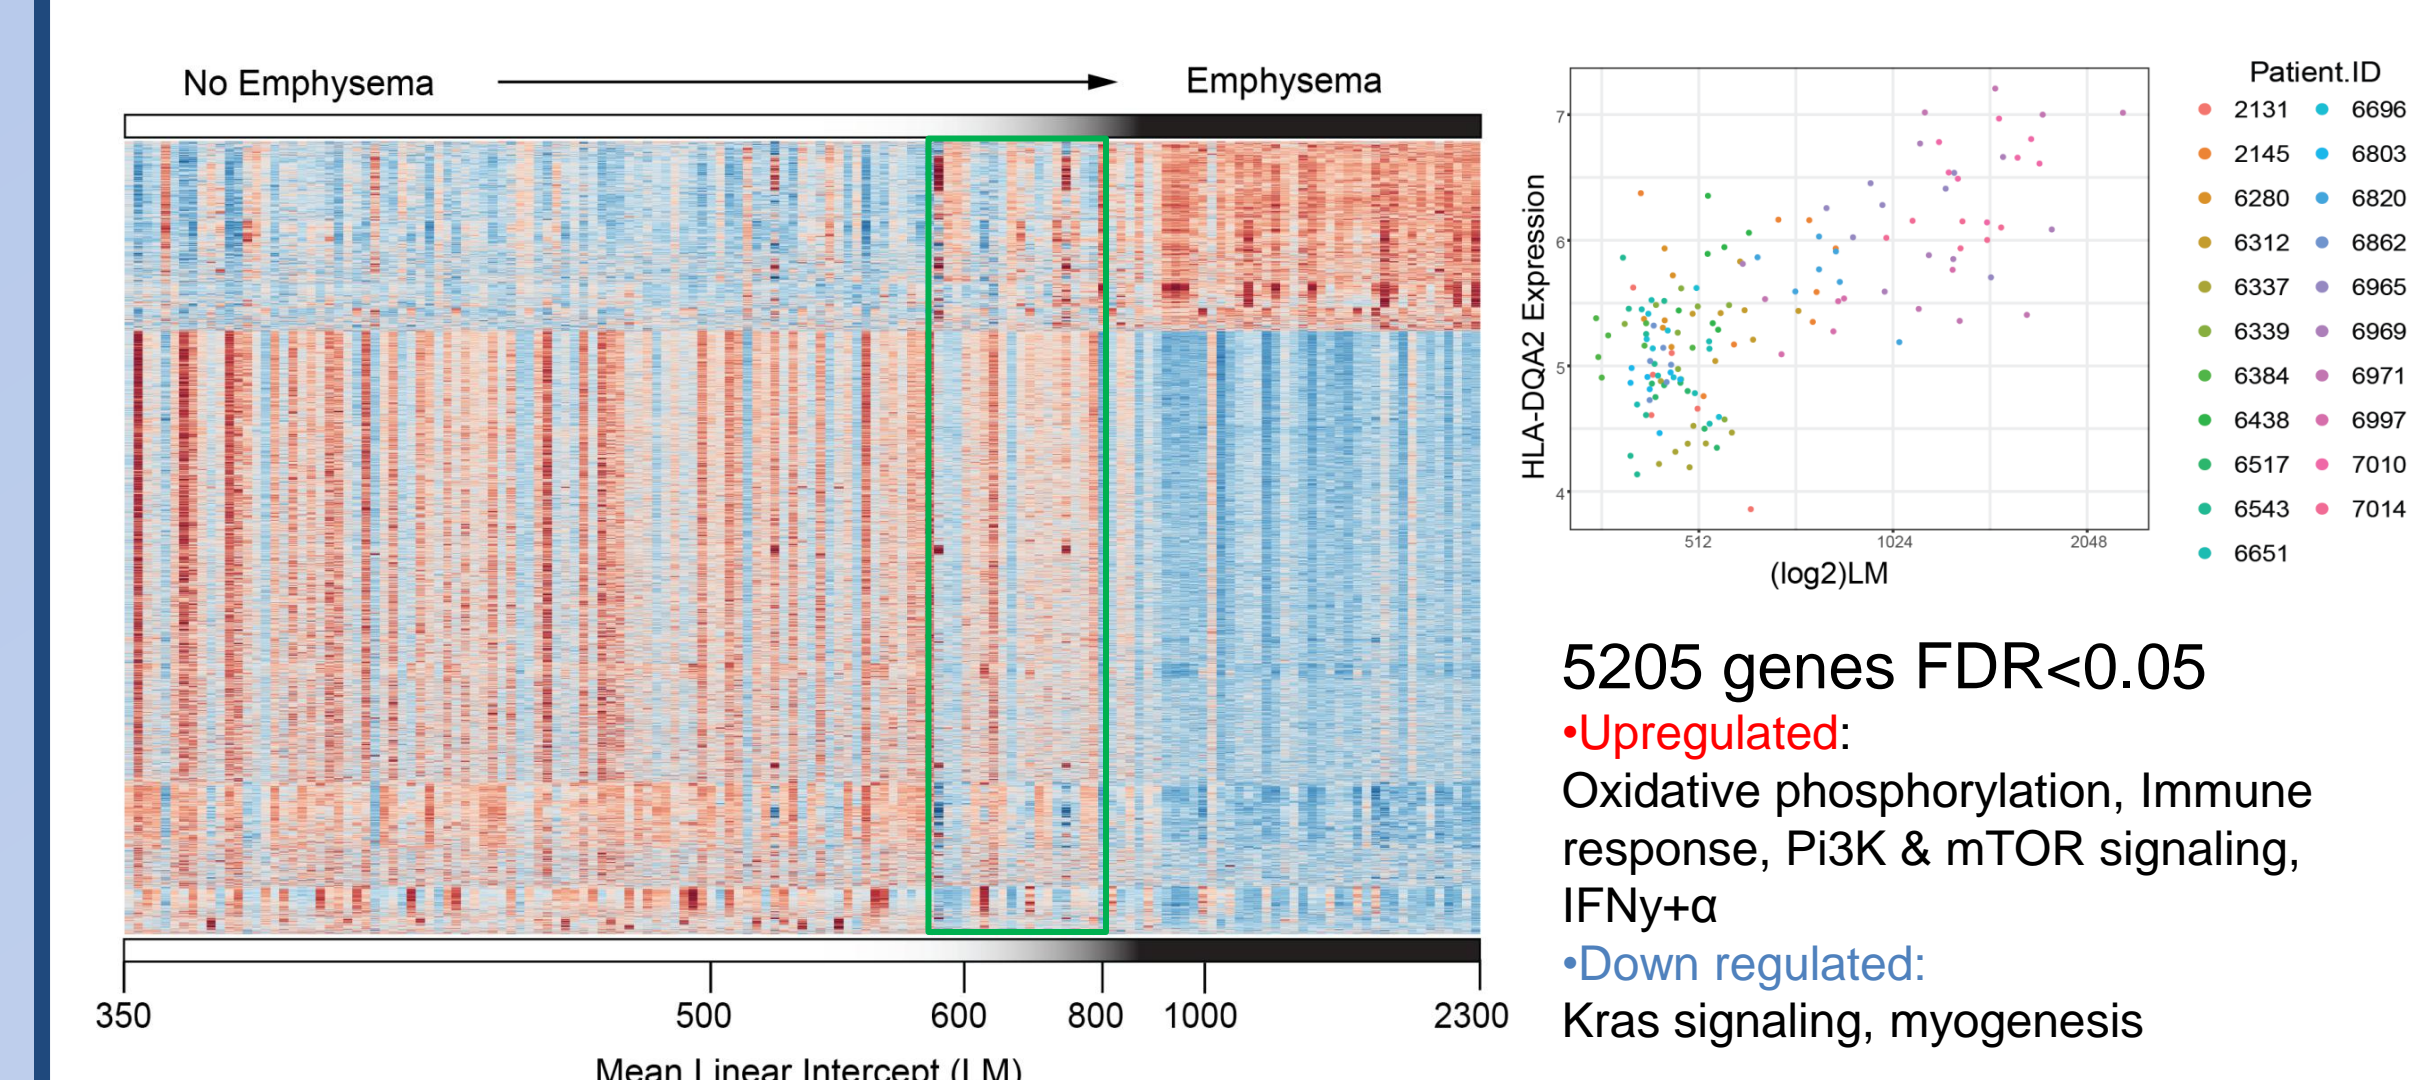 No Emphysema
Emphysema
350
500
600
800
1000
2300
Mean Linear Intercept (LM)
HLA-DQA2 Expression
7
6
5
4
512
1024
2048
(log2)LM
Patient.ID
2131
6696
2145
6803
6280
6820
6312
6862
6337
6965
6339
6969
6384
6971
6438
6997
6517
7010
6543
7014
6651
5205 genes FDR<0.05
•Upregulated:
Oxidative phosphorylation, Immune
response, Pi3K & mTOR signaling,
IFNy+α
•Down regulated:
Kras signaling, myogenesis